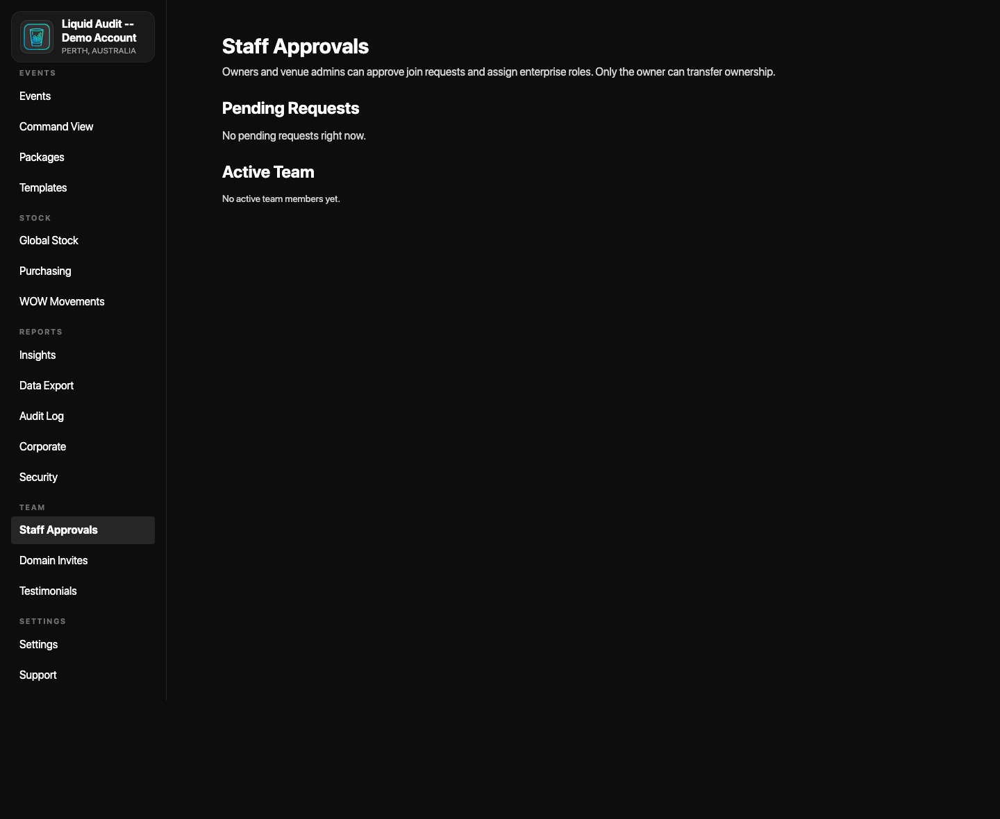 Liquid Audit --
Demo Account
PERTH, AUSTRALIA
EVENTS
Events
Command View
Packages
Templates
STOCK
Global Stock
Purchasing
WOW Movements
REPORTS
Insights
Data Export
Audit Log
Corporate
Security
TEAM
Staff Approvals
Domain Invites
Testimonials
SETTINGS
Settings
Support
Staff Approvals
Owners and venue admins can approve join requests and assign enterprise roles. Only the owner can transfer ownership.
Pending Requests
No pending requests right now.
Active Team
No active team members yet.